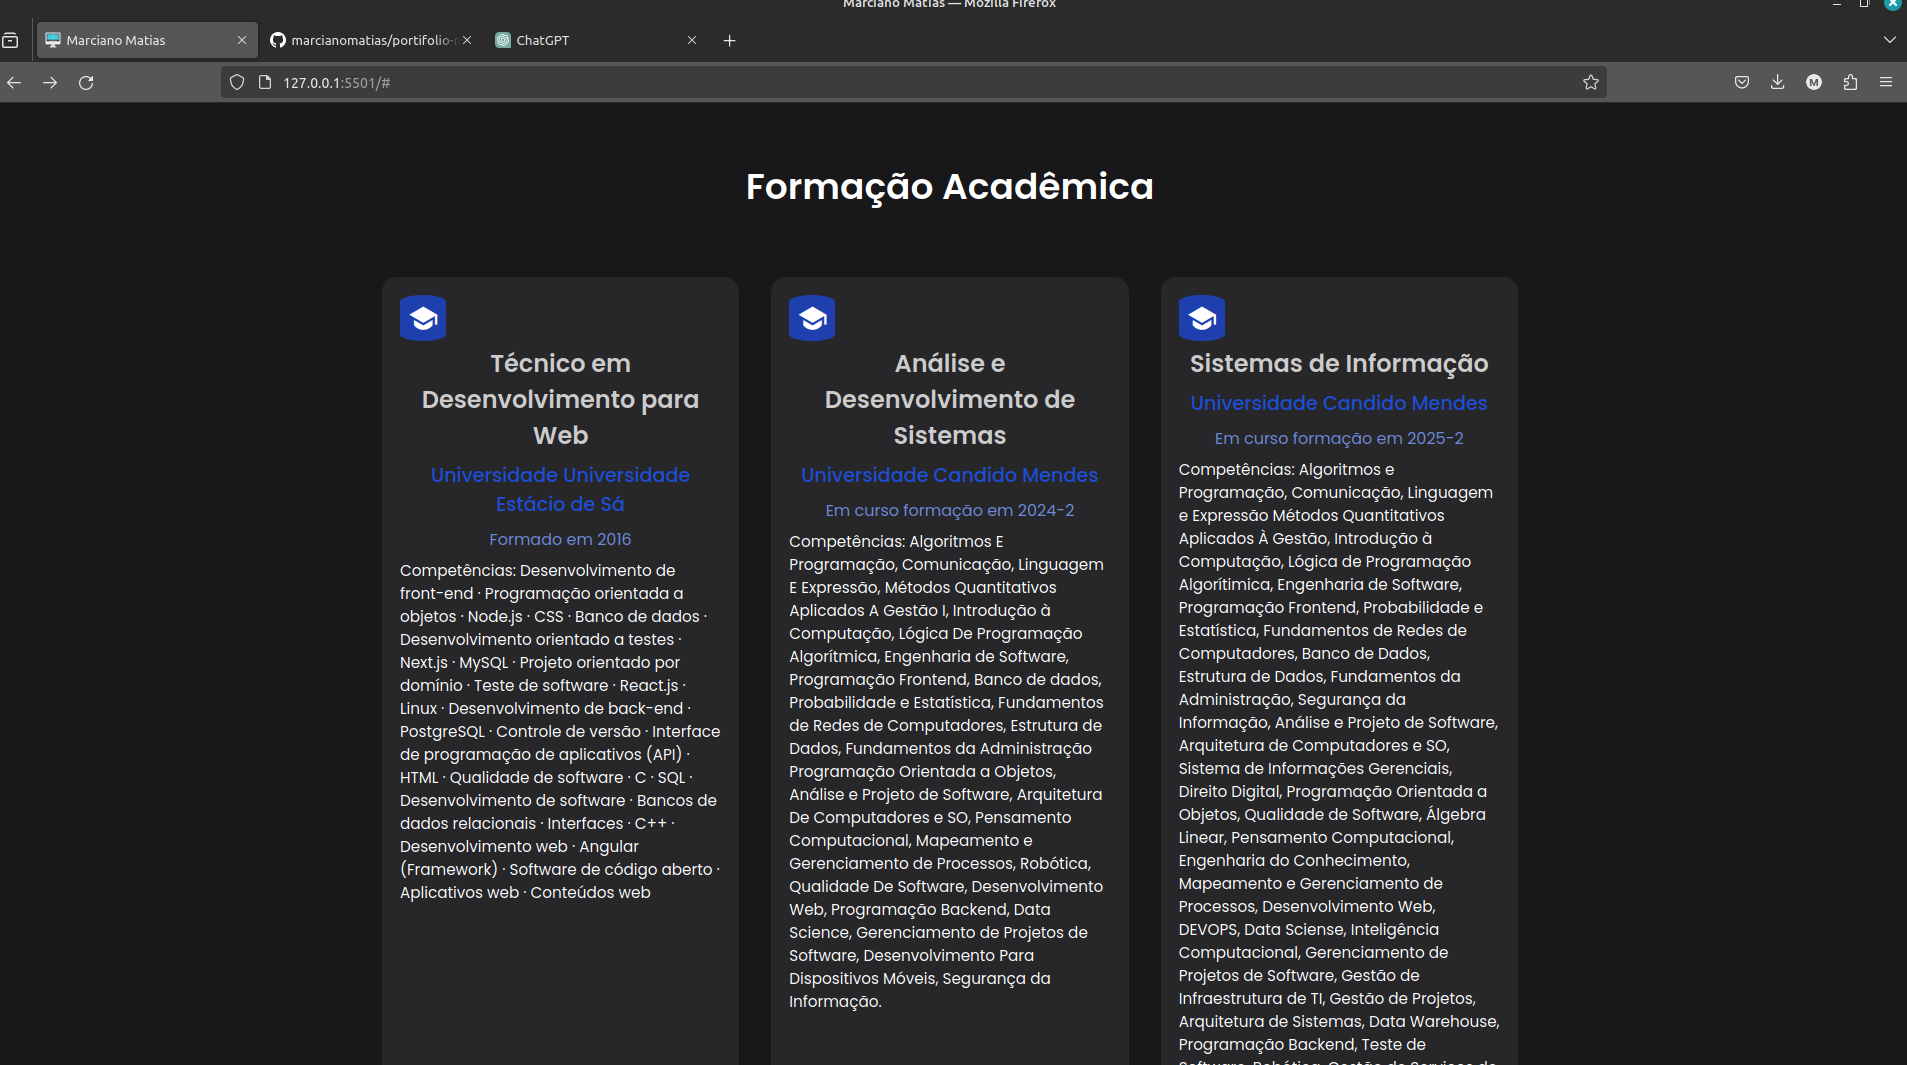 Marciano Matias — Mozilla Firefox
Marciano Matias
marcianomatias/portifolio-
ChatGPT
127.0.0.1:5501/#
M
Formação Acadêmica
Técnico em
Desenvolvimento para
Web
Universidade Universidade
Estácio de Sá
Formado em 2016
Competências: Desenvolvimento de
front-end · Programação orientada a
objetos · Node.js · CSS · Banco de dados ·
Desenvolvimento orientado a testes ·
Next.js · MySQL · Projeto orientado por
domínio · Teste de software · React.js ·
Linux · Desenvolvimento de back-end ·
PostgreSQL · Controle de versão · Interface
de programação de aplicativos (API) ·
HTML · Qualidade de software · C · SQL ·
Desenvolvimento de software · Bancos de
dados relacionais · Interfaces · C++ ·
Desenvolvimento web · Angular
(Framework) · Software de código aberto ·
Aplicativos web · Conteúdos web
Análise e
Desenvolvimento de
Sistemas
Universidade Candido Mendes
Em curso formação em 2024-2
Competências: Algoritmos E
Programação, Comunicação, Linguagem
E Expressão, Métodos Quantitativos
Aplicados A Gestão I, Introdução à
Computação, Lógica De Programação
Algorítmica, Engenharia de Software,
Programação Frontend, Banco de dados,
Probabilidade e Estatística, Fundamentos
de Redes de Computadores, Estrutura de
Dados, Fundamentos da Administração
Programação Orientada a Objetos,
Análise e Projeto de Software, Arquitetura
De Computadores e SO, Pensamento
Computacional, Mapeamento e
Gerenciamento de Processos, Robótica,
Qualidade De Software, Desenvolvimento
Web, Programação Backend, Data
Science, Gerenciamento de Projetos de
Software, Desenvolvimento Para
Dispositivos Móveis, Segurança da
Informação.
Sistemas de Informação
Universidade Candido Mendes
Em curso formação em 2025-2
Competências: Algoritmos e
Programação, Comunicação, Linguagem
e Expressão Métodos Quantitativos
Aplicados À Gestão, Introdução à
Computação, Lógica de Programação
Algorítimica, Engenharia de Software,
Programação Frontend, Probabilidade e
Estatística, Fundamentos de Redes de
Computadores, Banco de Dados,
Estrutura de Dados, Fundamentos da
Administração, Segurança da
Informação, Análise e Projeto de Software,
Arquitetura de Computadores e SO,
Sistema de Informações Gerenciais,
Direito Digital, Programação Orientada a
Objetos, Qualidade de Software, Álgebra
Linear, Pensamento Computacional,
Engenharia do Conhecimento,
Mapeamento e Gerenciamento de
Processos, Desenvolvimento Web,
DEVOPS, Data Sciense, Inteligência
Computacional, Gerenciamento de
Projetos de Software, Gestão de
Infraestrutura de TI, Gestão de Projetos,
Arquitetura de Sistemas, Data Warehouse,
Programação Backend, Teste de
Software, Robótica, Gestão de Serviços de